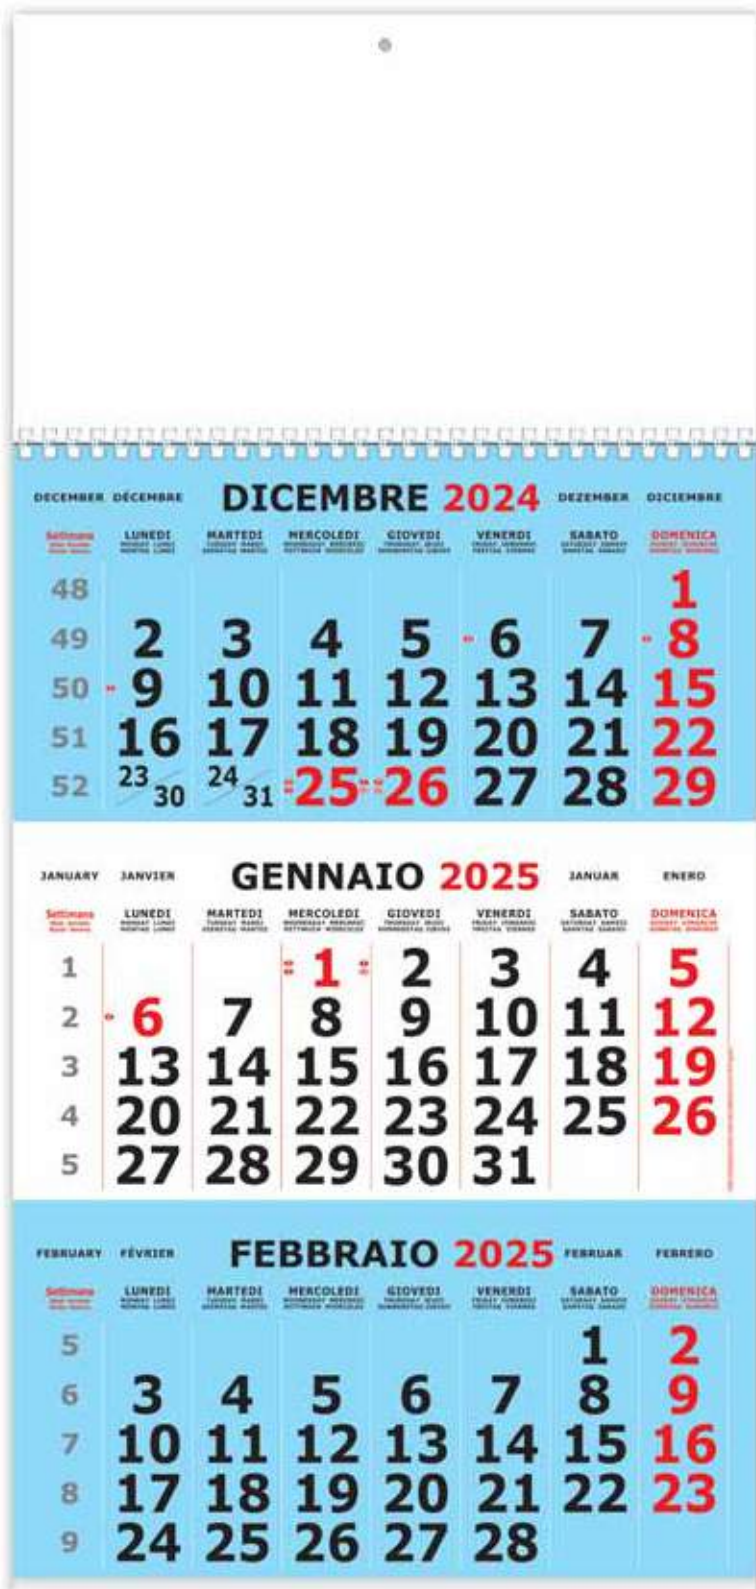 DECEMBER DÉCEMBRE DICEMBRE 2024 DEZEMBER DICIEMBRE
Settimana LUNEDI MARTEDI MERCOLEDI GIOVEDI VENERDI SABATO DOMENICA
48 1
49 2 3 4 5 6 7 8
50 9 10 11 12 13 14 15
51 16 17 18 19 20 21 22
52 23/30 24/31 25 26 27 28 29
JANUARY JANVIER GENNAIO 2025 JANUAR ENERO
Settimana LUNEDI MARTEDI MERCOLEDI GIOVEDI VENERDI SABATO DOMENICA
1 1 2 3 4 5
2 6 7 8 9 10 11 12
3 13 14 15 16 17 18 19
4 20 21 22 23 24 25 26
5 27 28 29 30 31
FEBRUARY FÉVRIER FEBBRAIO 2025 FEBRUAR FEBRERO
Settimana LUNEDI MARTEDI MERCOLEDI GIOVEDI VENERDI SABATO DOMENICA
5 1 2
6 3 4 5 6 7 8 9
7 10 11 12 13 14 15 16
8 17 18 19 20 21 22 23
9 24 25 26 27 28